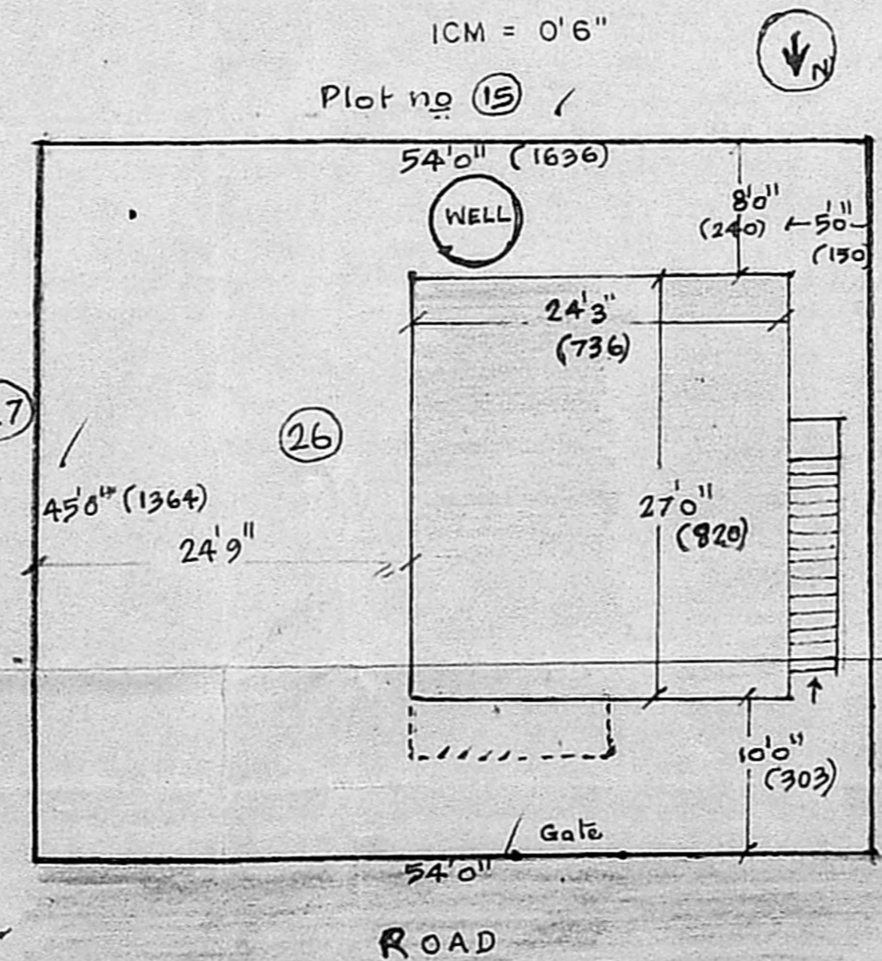 1CM = 0'6"
N
Plot no 15
54'0" (1636)
WELL
8'0"
(240)
5'0"
(150)
24'3"
(736)
26
45'0" (1364)
24'9"
27'0"
(820)
10'0"
(303)
Gate
54'0"
ROAD